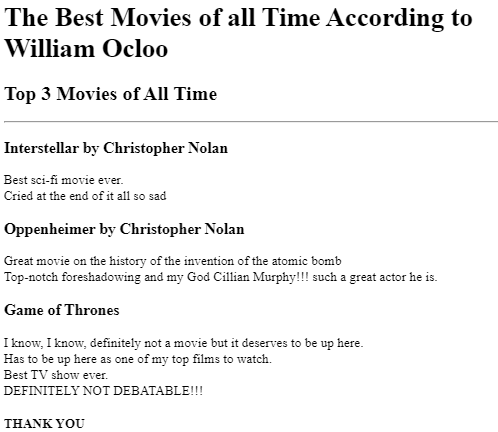 The Best Movies of all Time According to
William Ocloo
Top 3 Movies of All Time
Interstellar by Christopher Nolan
Best sci-fi movie ever.
Cried at the end of it all so sad
Oppenheimer by Christopher Nolan
Great movie on the history of the invention of the atomic bomb
Top-notch foreshadowing and my God Cillian Murphy!!! such a great actor he is.
Game of Thrones
I know, I know, definitely not a movie but it deserves to be up here.
Has to be up here as one of my top films to watch.
Best TV show ever.
DEFINITELY NOT DEBATABLE!!!
THANK YOU